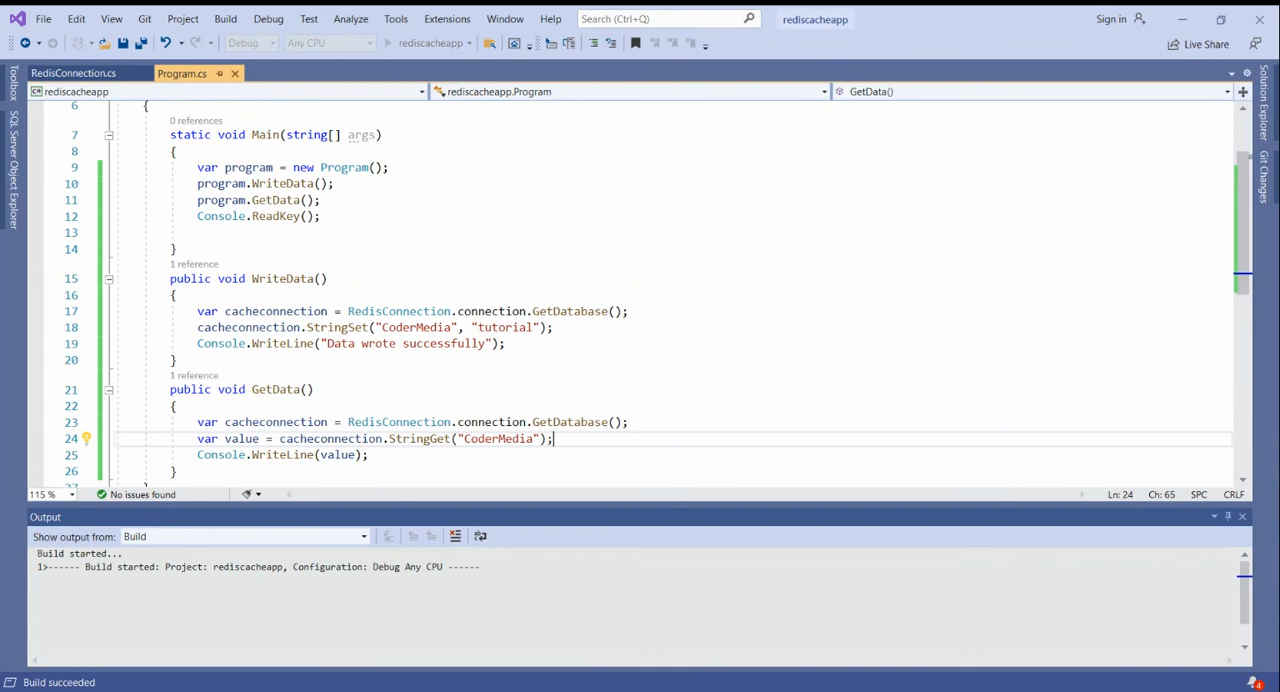 File Edit View Git Project Build Debug Test Analyze Tools Extensions Window Help Search (Ctrl+Q) rediscacheapp Sign in
Debug Any CPU rediscacheapp Live Share
RedisConnection.cs Program.cs
rediscacheapp rediscacheapp.Program GetData()
Toolbox
SQL Server Object Explorer
Solution Explorer
Git Changes
6 {
0 references
7 static void Main(string[] args)
8 {
9 var program = new Program();
10 program.WriteData();
11 program.GetData();
12 Console.ReadKey();
13
14 }
1 reference
15 public void WriteData()
16 {
17 var cacheconnection = RedisConnection.connection.GetDatabase();
18 cacheconnection.StringSet("CoderMedia", "tutorial");
19 Console.WriteLine("Data wrote successfully");
20 }
1 reference
21 public void GetData()
22 {
23 var cacheconnection = RedisConnection.connection.GetDatabase();
24 var value = cacheconnection.StringGet("CoderMedia");
25 Console.WriteLine(value);
26 }
115 % No issues found Ln: 24 Ch: 65 SPC CRLF
Output
Show output from: Build
Build started...
1>------ Build started: Project: rediscacheapp, Configuration: Debug Any CPU ------
Build succeeded 4